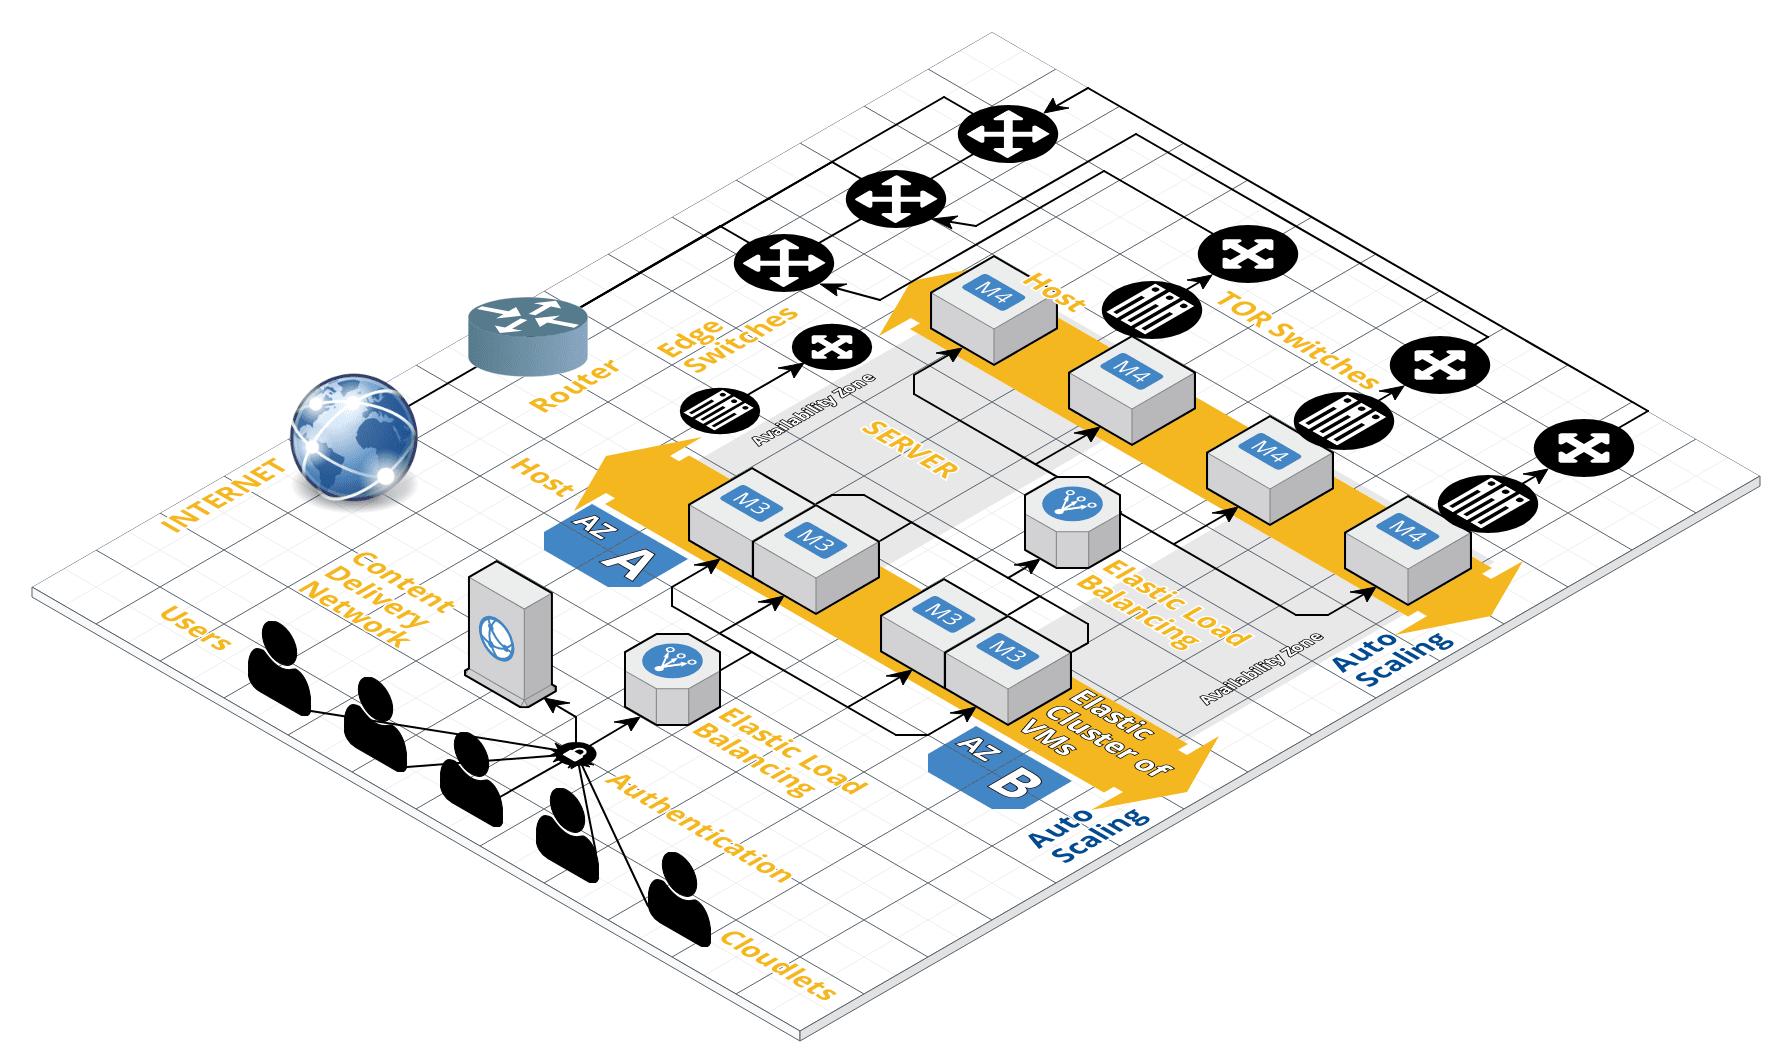 M4
Host
TOR Switches
Edge
Switches
Router
M4
Availability Zone
SERVER
M4
INTERNET
Host
M3
M3
AZ
A
M4
Content
Delivery
Network
Users
Elastic Load
Balancing
M3
M3
Availability Zone
Auto
Scaling
Elastic
Cluster of
VMs
AZ
B
Elastic Load
Balancing
Auto
Scaling
Authentication
Cloudlets